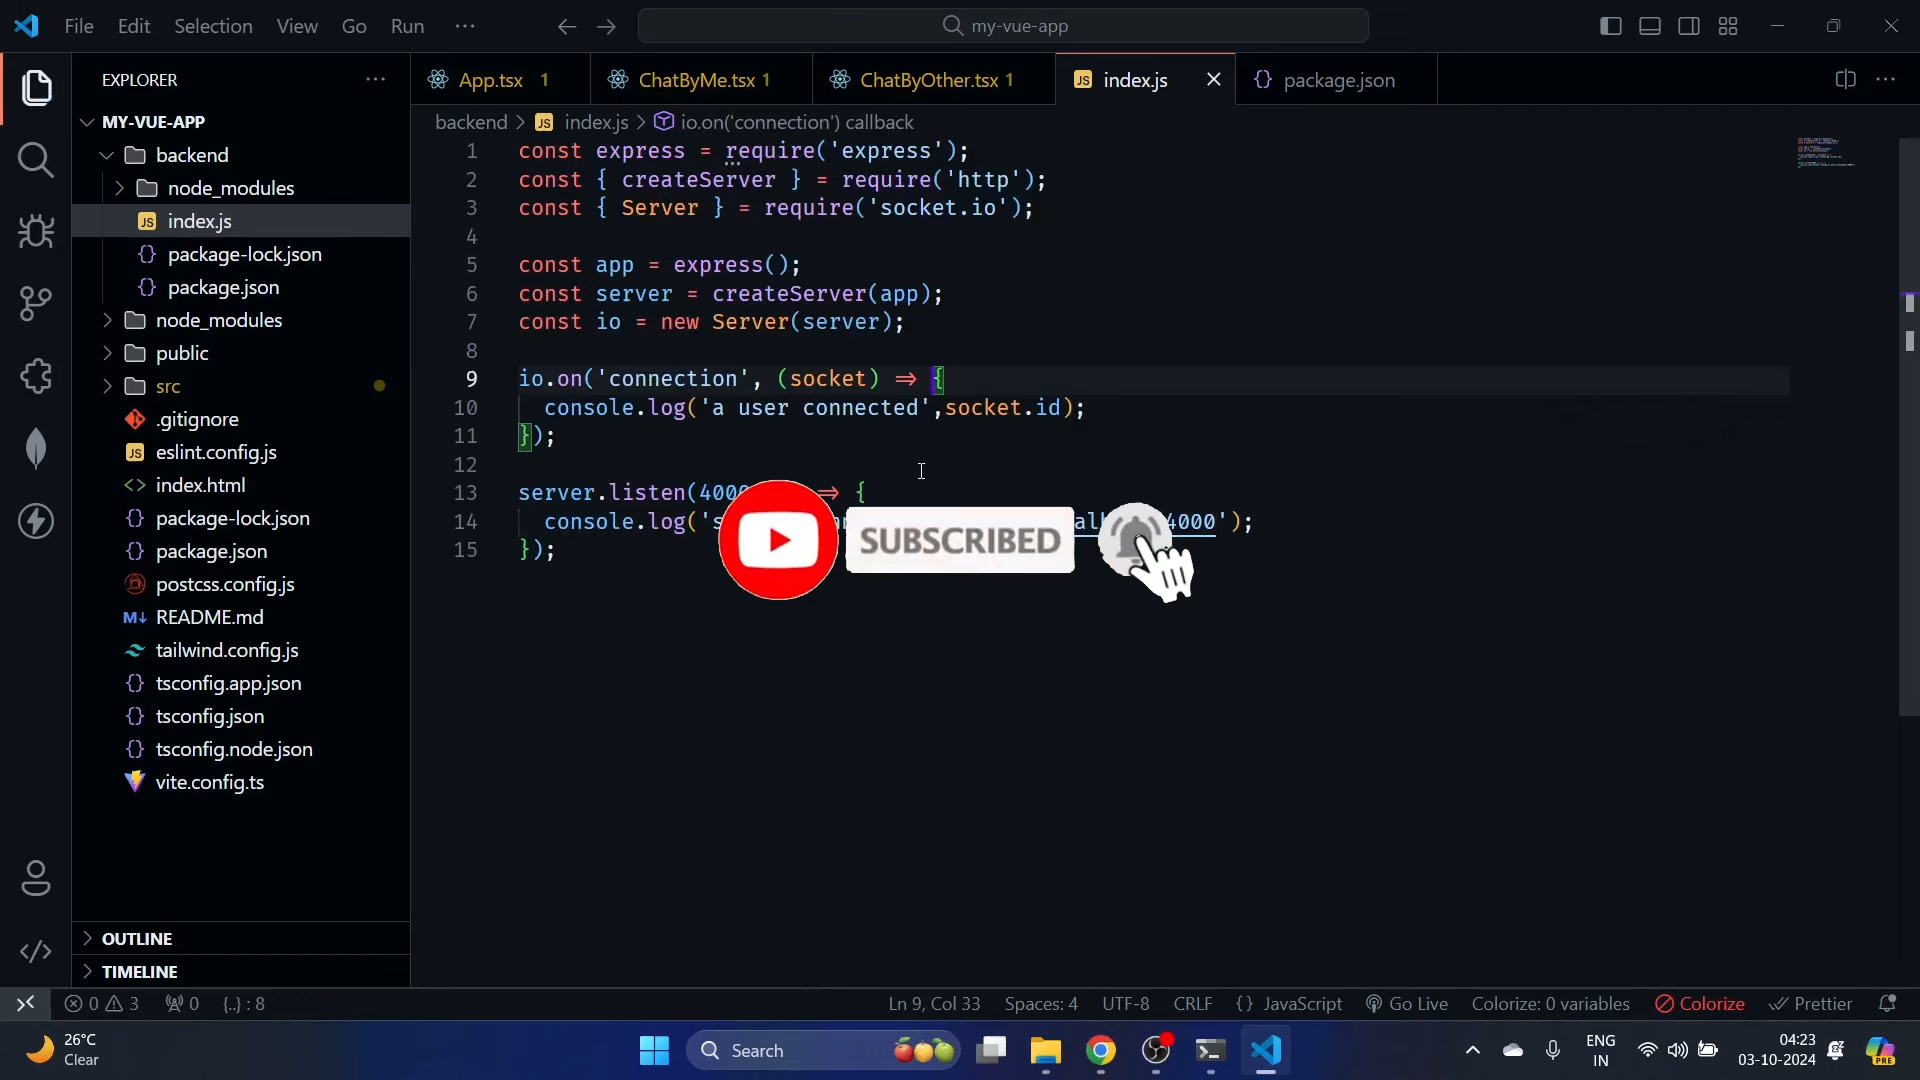 File Edit Selection View Go Run ··· my-vue-app
EXPLORER ···
MY-VUE-APP
backend
node_modules
JS index.js
{} package-lock.json
{} package.json
node_modules
public
src
.gitignore
JS eslint.config.js
<> index.html
{} package-lock.json
{} package.json
postcss.config.js
M↓ README.md
tailwind.config.js
{} tsconfig.app.json
{} tsconfig.json
{} tsconfig.node.json
vite.config.ts
OUTLINE
TIMELINE
App.tsx 1 ChatByMe.tsx 1 ChatByOther.tsx 1 JS index.js {} package.json ···
backend > JS index.js > io.on('connection') callback
1 const express = require('express');
2 const { createServer } = require('http');
3 const { Server } = require('socket.io');
4
5 const app = express();
6 const server = createServer(app);
7 const io = new Server(server);
8
9 io.on('connection', (socket) => {
10 console.log('a user connected',socket.id);
11 });
12
13 server.listen(4000 => {
14 console.log('s 4000');
15 });
SUBSCRIBED
0 3 0 {..} : 8 Ln 9, Col 33 Spaces: 4 UTF-8 CRLF {} JavaScript Go Live Colorize: 0 variables Colorize Prettier
26°C
Clear
Search
ENG
IN
04:23
03-10-2024
PRE